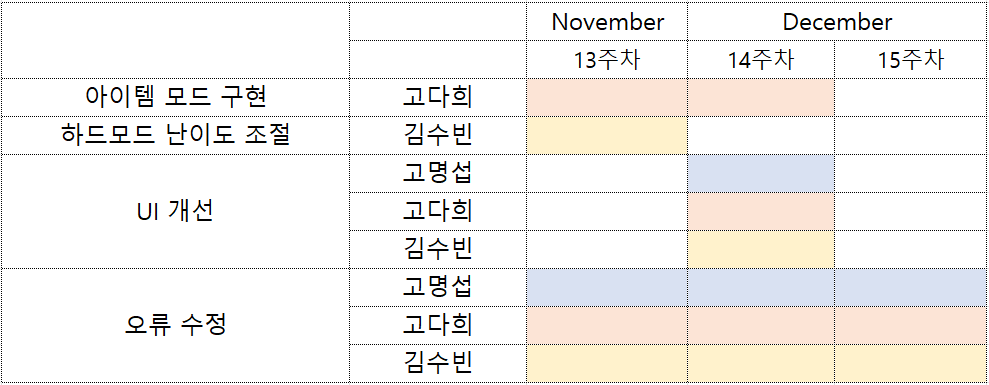 November December
13주차 14주차 15주차
아이템 모드 구현 고다희
하드모드 난이도 조절 김수빈
UI 개선 고명섭
고다희
김수빈
오류 수정 고명섭
고다희
김수빈